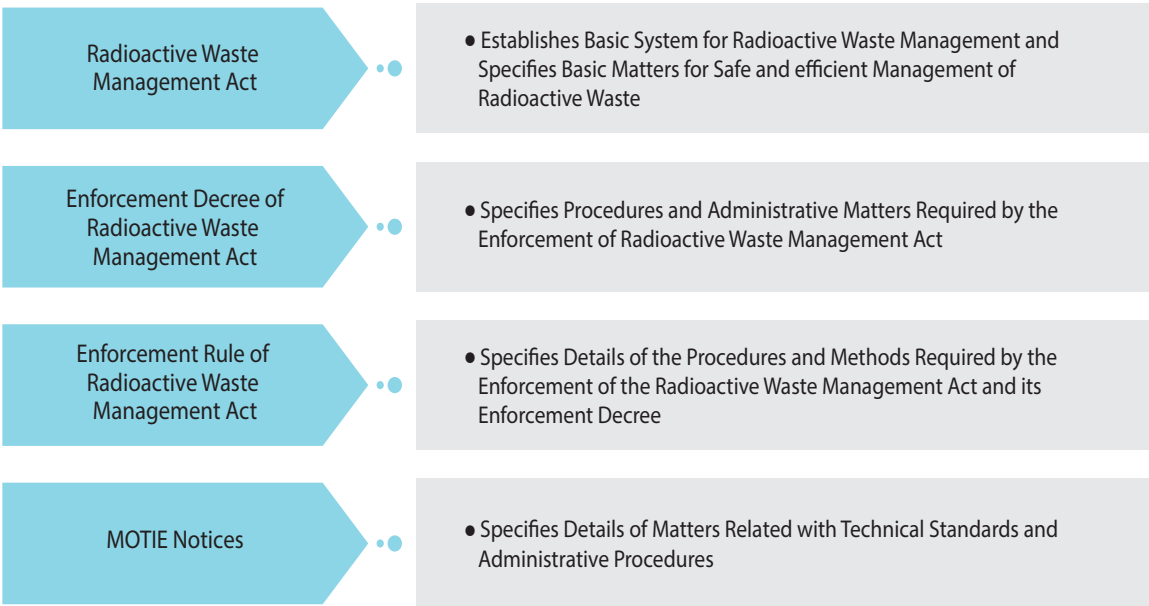 Radioactive Waste
Management Act
● Establishes Basic System for Radioactive Waste Management and
Specifies Basic Matters for Safe and efficient Management of
Radioactive Waste
Enforcement Decree of
Radioactive Waste
Management Act
● Specifies Procedures and Administrative Matters Required by the
Enforcement of Radioactive Waste Management Act
Enforcement Rule of
Radioactive Waste
Management Act
● Specifies Details of the Procedures and Methods Required by the
Enforcement of the Radioactive Waste Management Act and its
Enforcement Decree
MOTIE Notices
● Specifies Details of Matters Related with Technical Standards and
Administrative Procedures